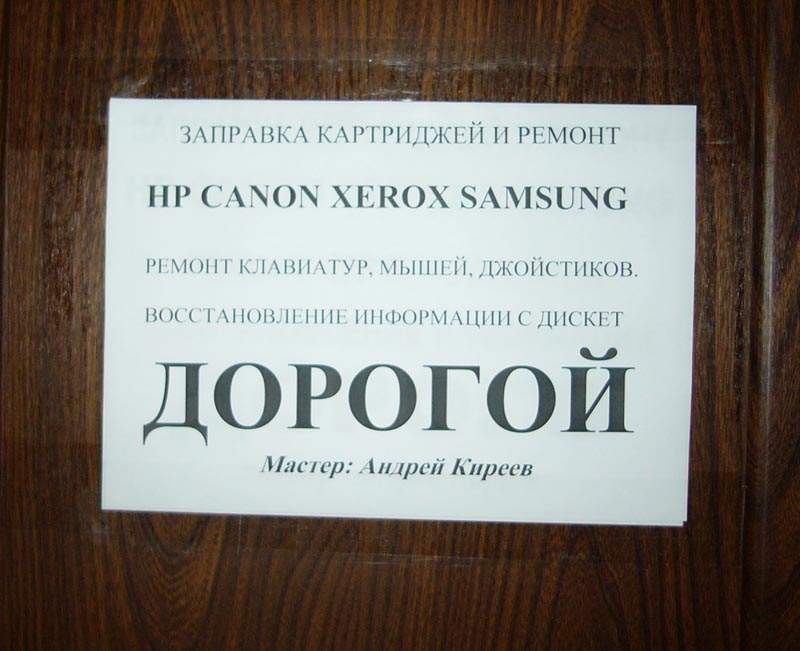 ЗАПРАВКА КАРТРИДЖЕЙ И РЕМОНТ
HP CANON XEROX SAMSUNG
РЕМОНТ КЛАВИАТУР, МЫШЕЙ, ДЖОЙСТИКОВ.
ВОССТАНОВЛЕНИЕ ИНФОРМАЦИИ С ДИСКЕТ
ДОРОГОЙ
Мастер: Андрей Киреев